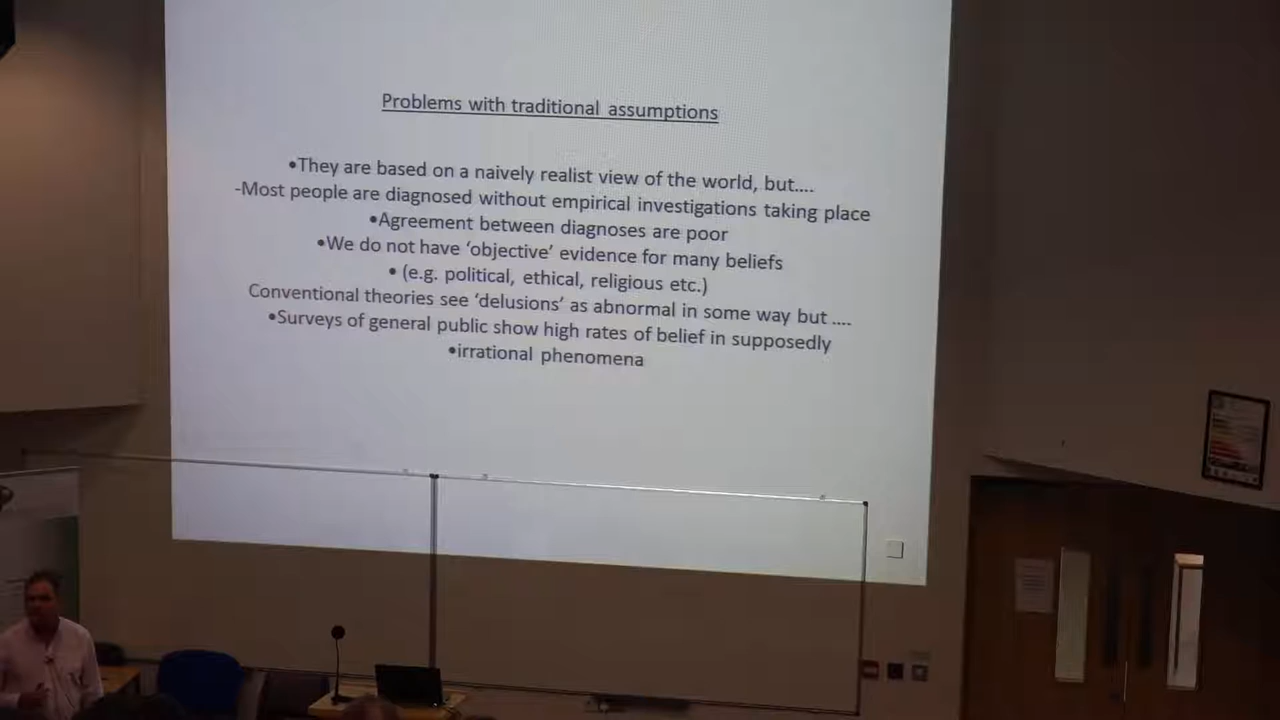 Problems with traditional assumptions
•They are based on a naively realist view of the world, but....
-Most people are diagnosed without empirical investigations taking place
•Agreement between diagnoses are poor
•We do not have ‘objective’ evidence for many beliefs
• (e.g. political, ethical, religious etc.)
Conventional theories see ‘delusions’ as abnormal in some way but ....
•Surveys of general public show high rates of belief in supposedly
•irrational phenomena